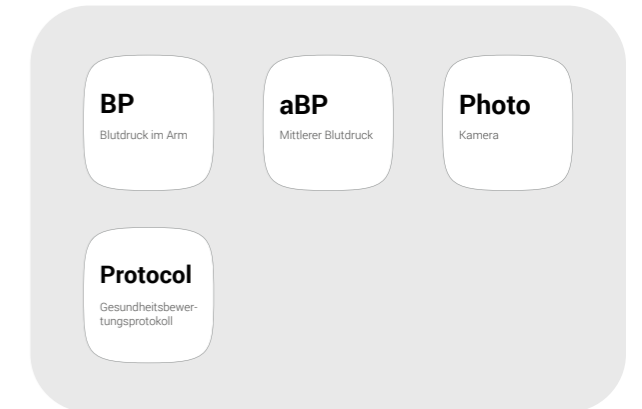 BP
Blutdruck im Arm
aBP
Mittlerer Blutdruck
Photo
Kamera
Protocol
Gesundheitsbewer-
tungsprotokoll